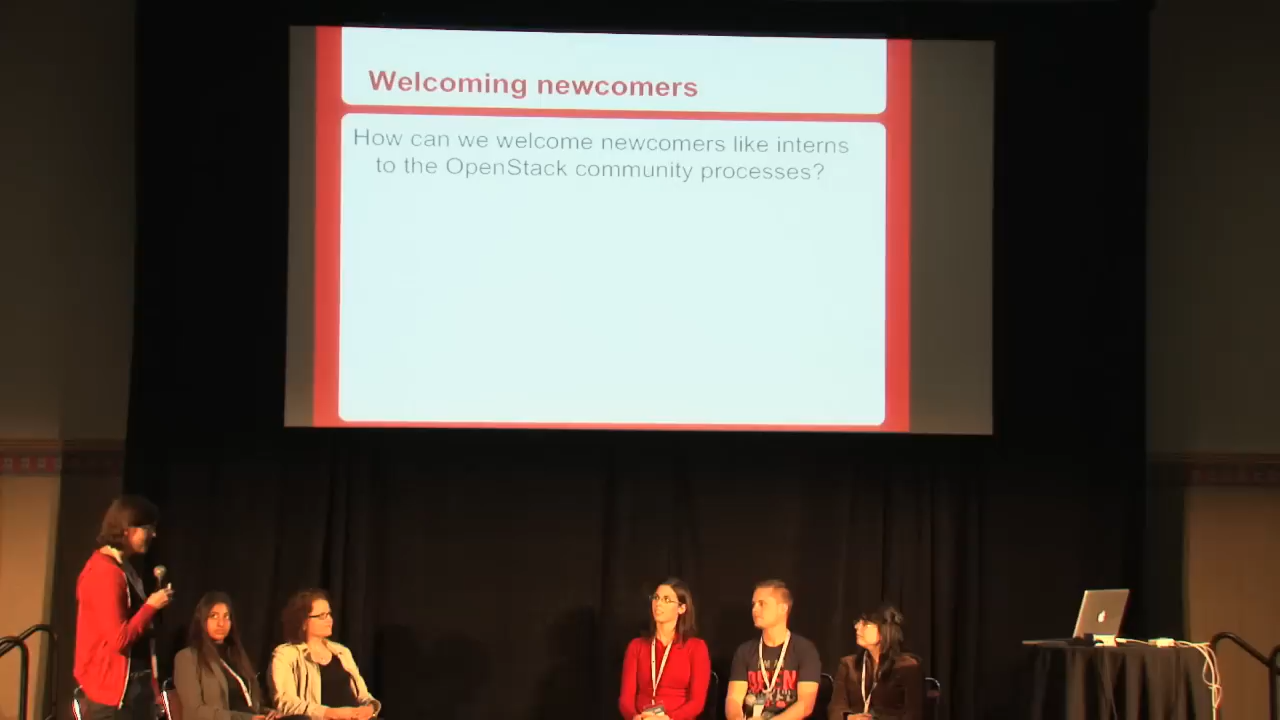 Welcoming newcomers
How can we welcome newcomers like interns
to the OpenStack community processes?